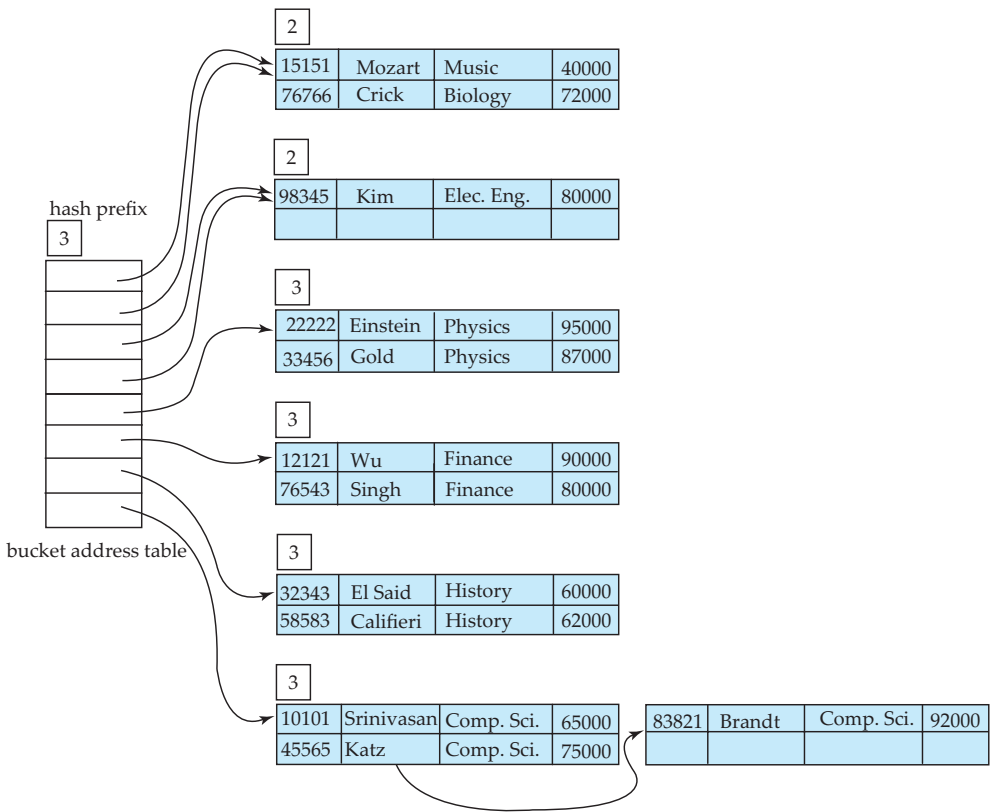 2
15151 Mozart Music 40000
76766 Crick Biology 72000
2
98345 Kim Elec. Eng. 80000
hash prefix
3
3
22222 Einstein Physics 95000
33456 Gold Physics 87000
3
12121 Wu Finance 90000
76543 Singh Finance 80000
bucket address table
3
32343 El Said History 60000
58583 Califieri History 62000
3
10101 Srinivasan Comp. Sci. 65000
45565 Katz Comp. Sci. 75000
83821 Brandt Comp. Sci. 92000